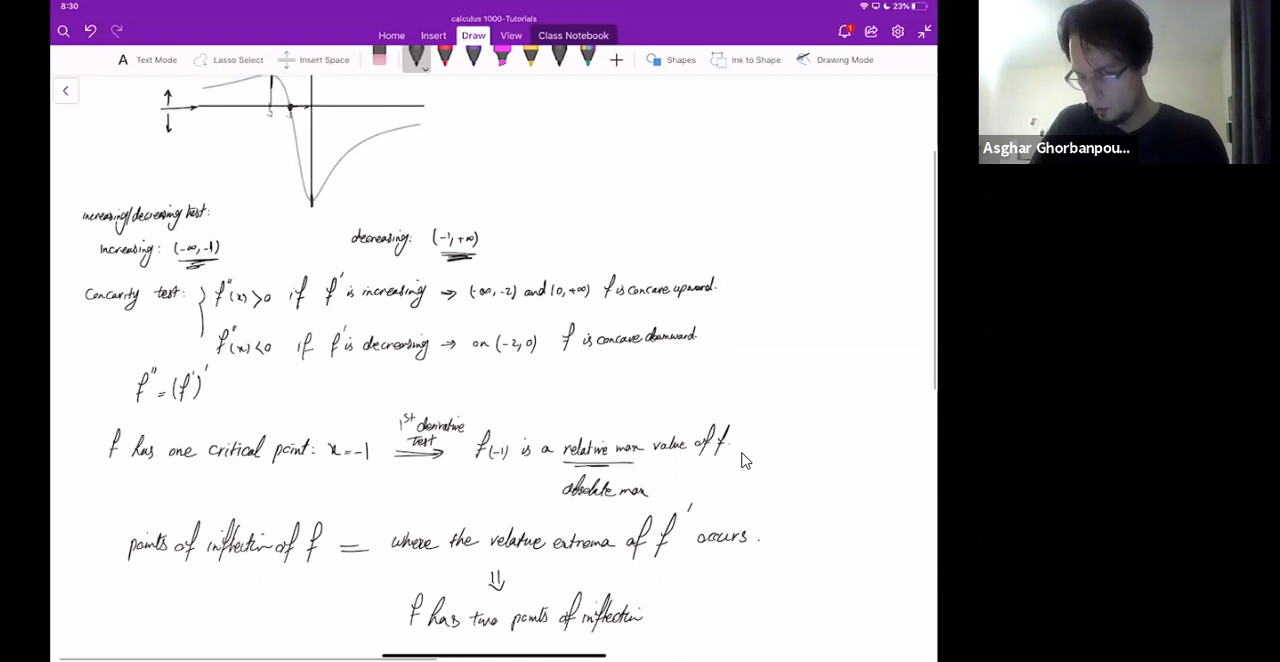 8:30
23%
calculus 1000-Tutorials
Home Insert Draw View Class Notebook
1
Text Mode Lasso Select Insert Space Shapes Ink to Shape Drawing Mode
Asghar Ghorbanpou...
increasing/decreasing test:
Increasing: (-∞, -1)
decreasing: (-1, +∞)
Concavity test: { f''(x) > 0 if f' is increasing → (-∞, -2) and (0, +∞) f is concave upward.
f''(x) < 0 if f' is decreasing → on (-2, 0) f is concave downward.
f'' = (f')'
f has one critical point: x = -1 1st derivative Test ⟹ f(-1) is a relative max value of f.
absolute max
points of inflection of f = where the relative extrema of f' occurs.
⇓
f has two points of inflection